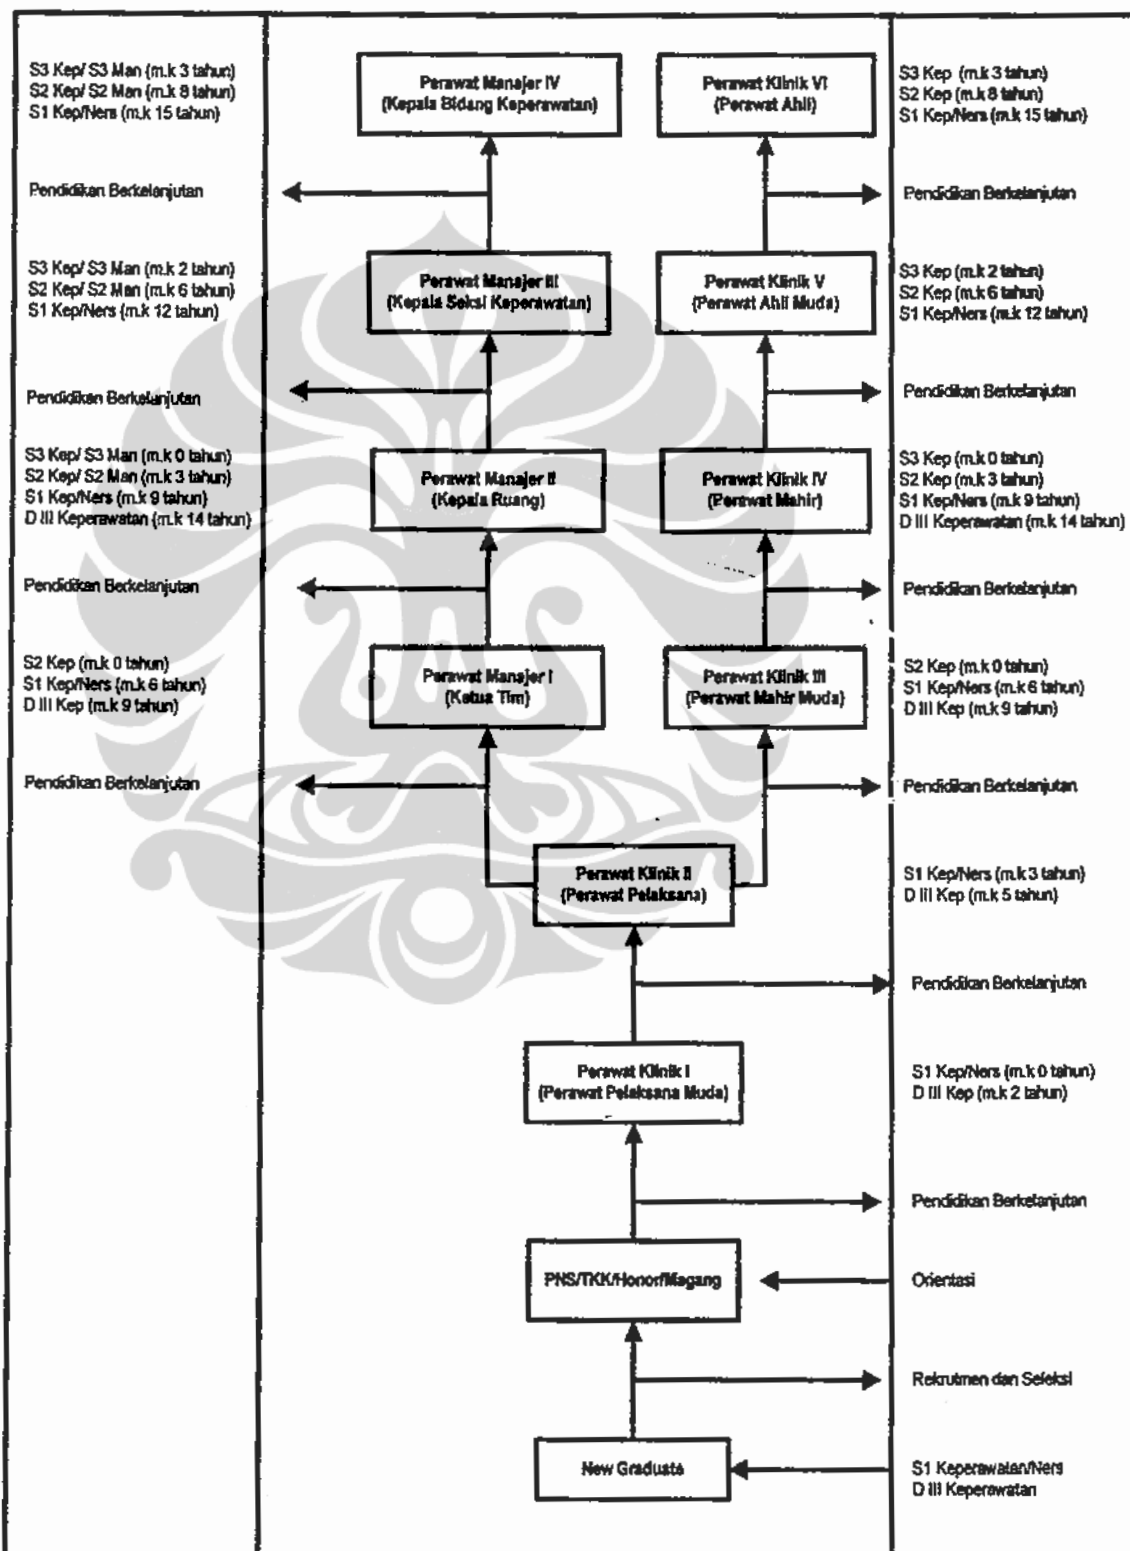 S3 Kep/ S3 Man (m.k 3 tahun)
S2 Kep/ S2 Man (m.k 8 tahun)
S1 Kep/Ners (m.k 15 tahun)
Perawat Manajer IV
(Kepala Bidang Keperawatan)
Perawat Klinik VI
(Perawat Ahli)
S3 Kep (m.k 3 tahun)
S2 Kep (m.k 8 tahun)
S1 Kep/Ners (m.k 15 tahun)
Pendidikan Berkelanjutan
Pendidikan Berkelanjutan
S3 Kep/ S3 Man (m.k 2 tahun)
S2 Kep/ S2 Man (m.k 6 tahun)
S1 Kep/Ners (m.k 12 tahun)
Perawat Manajer III
(Kepala Seksi Keperawatan)
Perawat Klinik V
(Perawat Ahli Muda)
S3 Kep (m.k 2 tahun)
S2 Kep (m.k 6 tahun)
S1 Kep/Ners (m.k 12 tahun)
Pendidikan Berkelanjutan
Pendidikan Berkelanjutan
S3 Kep/ S3 Man (m.k 0 tahun)
S2 Kep/ S2 Man (m.k 3 tahun)
S1 Kep/Ners (m.k 9 tahun)
D III Keperawatan (m.k 14 tahun)
Perawat Manajer II
(Kepala Ruang)
Perawat Klinik IV
(Perawat Mahir)
S3 Kep (m.k 0 tahun)
S2 Kep (m.k 3 tahun)
S1 Kep/Ners (m.k 9 tahun)
D III Keperawatan (m.k 14 tahun)
Pendidikan Berkelanjutan
Pendidikan Berkelanjutan
S2 Kep (m.k 0 tahun)
S1 Kep/Ners (m.k 6 tahun)
D III Kep (m.k 9 tahun)
Perawat Manajer I
(Ketua Tim)
Perawat Klinik III
(Perawat Mahir Muda)
S2 Kep (m.k 0 tahun)
S1 Kep/Ners (m.k 6 tahun)
D III Kep (m.k 9 tahun)
Pendidikan Berkelanjutan
Pendidikan Berkelanjutan
Perawat Klinik II
(Perawat Pelaksana)
S1 Kep/Ners (m.k 3 tahun)
D III Kep (m.k 5 tahun)
Pendidikan Berkelanjutan
Perawat Klinik I
(Perawat Pelaksana Muda)
S1 Kep/Ners (m.k 0 tahun)
D III Kep (m.k 2 tahun)
Pendidikan Berkelanjutan
PNS/TKK/Honor/Magang
Orientasi
Rekrutmen dan Seleksi
New Graduate
S1 Keperawatan/Ners
D III Keperawatan